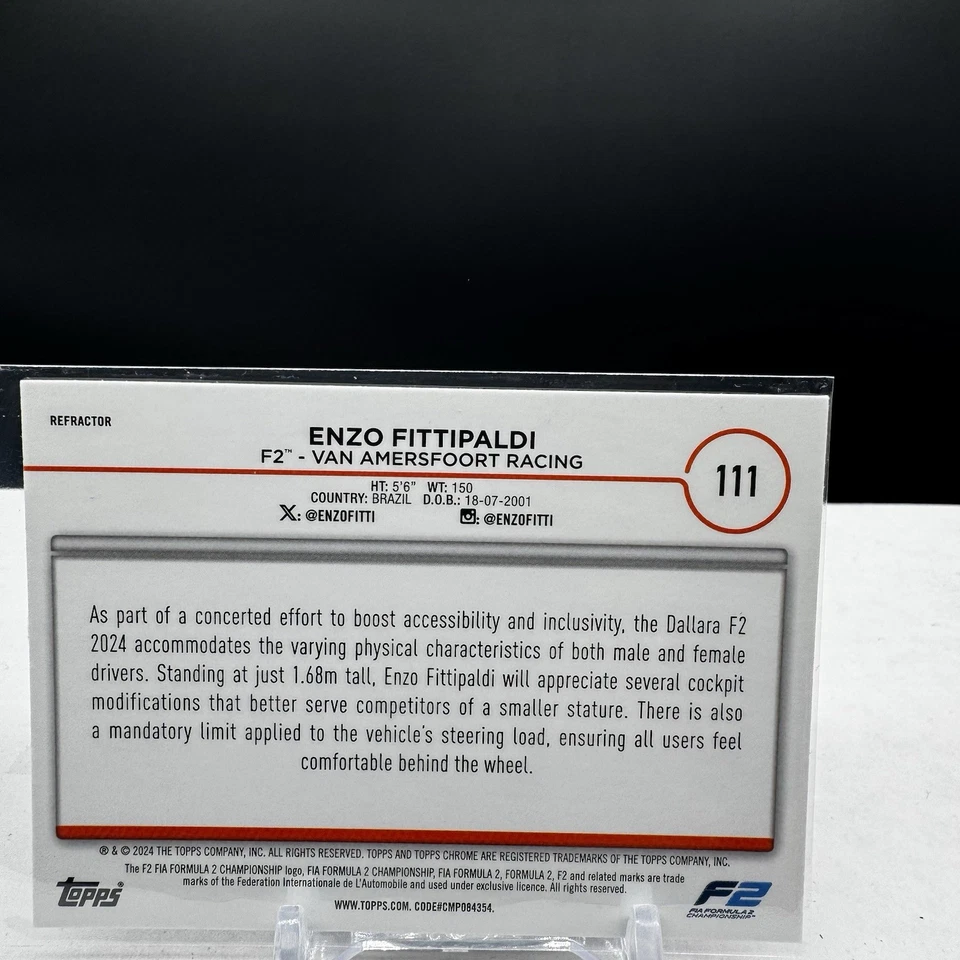 REFRACTOR
ENZO FITTIPALDI
F2™ - VAN AMERSFOORT RACING
111
HT: 5'6" WT: 150
COUNTRY: BRAZIL D.O.B.: 18-07-2001
X: @ENZOFITTI : @ENZOFITTI
As part of a concerted effort to boost accessibility and inclusivity, the Dallara F2
2024 accommodates the varying physical characteristics of both male and female
drivers. Standing at just 1.68m tall, Enzo Fittipaldi will appreciate several cockpit
modifications that better serve competitors of a smaller stature. There is also
a mandatory limit applied to the vehicle's steering load, ensuring all users feel
comfortable behind the wheel.
® & © 2024 THE TOPPS COMPANY, INC. ALL RIGHTS RESERVED. TOPPS AND TOPPS CHROME ARE REGISTERED TRADEMARKS OF THE TOPPS COMPANY, INC.
The F2 FIA FORMULA 2 CHAMPIONSHIP logo, FIA FORMULA 2 CHAMPIONSHIP, FIA FORMULA 2, FORMULA 2, F2 and related marks are trade
marks of the Federation Internationale de L'Automobile and used under exclusive licence. All rights reserved.
WWW.TOPPS.COM. CODE#CMP084354.
Topps®
F2
FIA FORMULA 2
CHAMPIONSHIP™